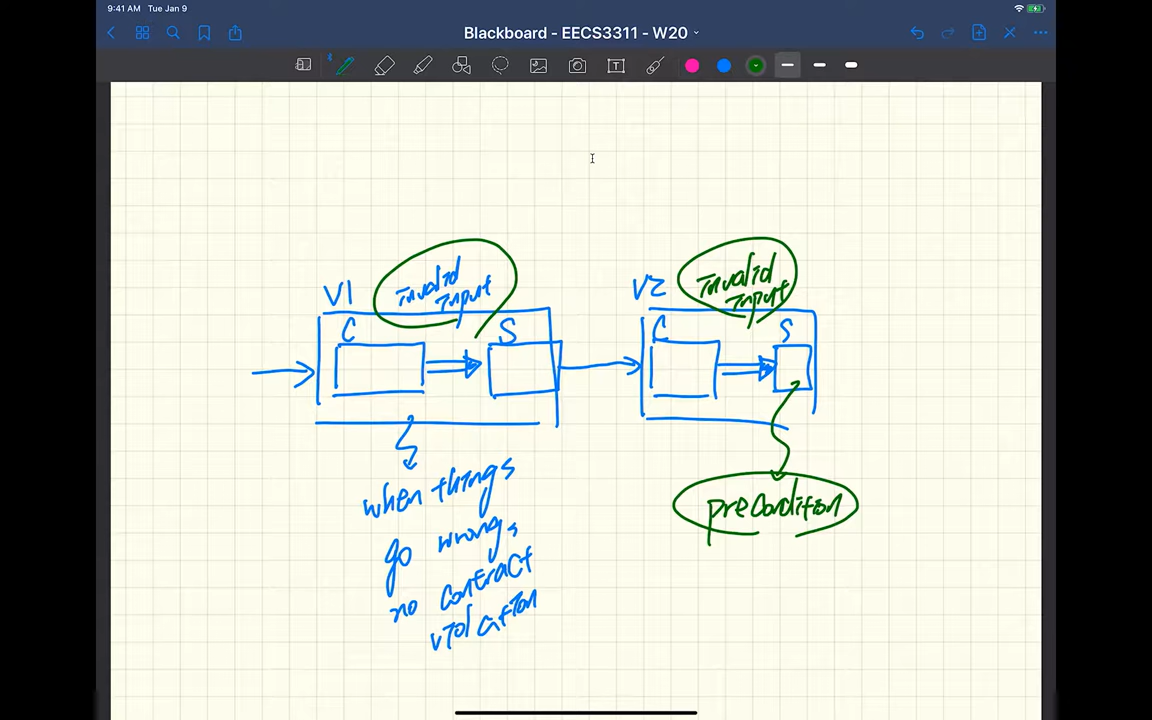 9:41 AM Tue Jan 9
Blackboard - EECS3311 - W20
V1
invalid
input
C
S
V2
invalid
input
C
S
when things
go wrong,
no contract
violation
precondition